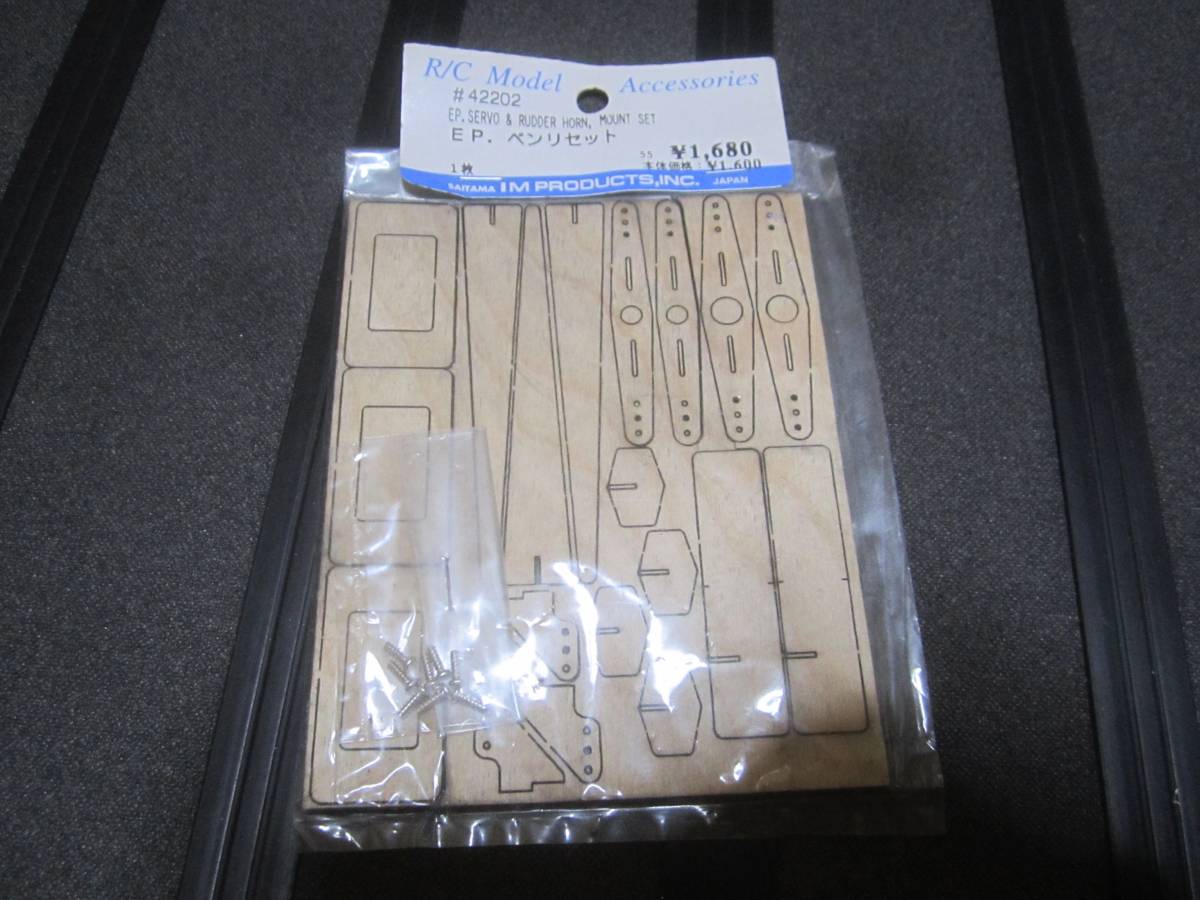 R/C Model Accessories
#42202
EP.SERVO & RUDDER HORN, MOUNT SET
EP. ベンリセット
55 ¥1,680
1枚 本体価格:¥1,600
SAITAMA IM PRODUCTS,INC. JAPAN